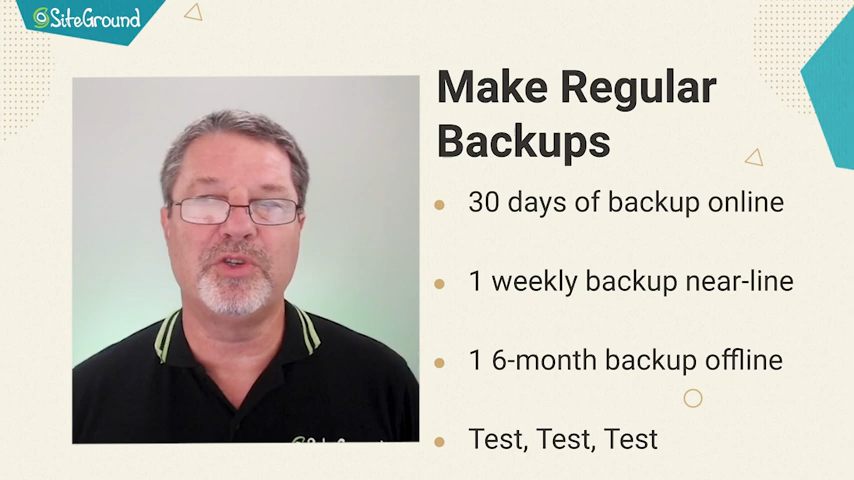 SiteGround
Make Regular
Backups
30 days of backup online
1 weekly backup near-line
1 6-month backup offline
Test, Test, Test